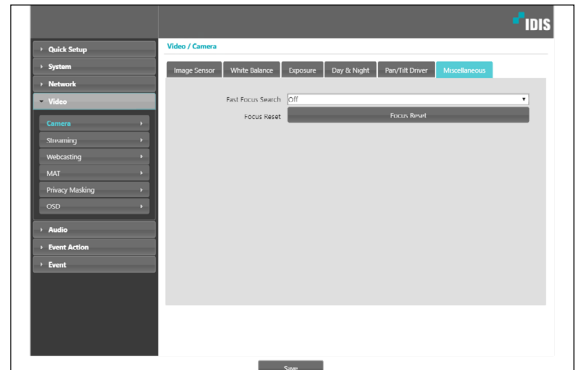 IDIS
Quick Setup
System
Network
Video
Camera
Streaming
Webcasting
MAT
Privacy Masking
OSD
Audio
Event Action
Event
Video / Camera
Image Sensor White Balance Exposure Day & Night Pan/Tilt Driver Miscellaneous
Fast Focus Search Off
Focus Reset Focus Reset
Save